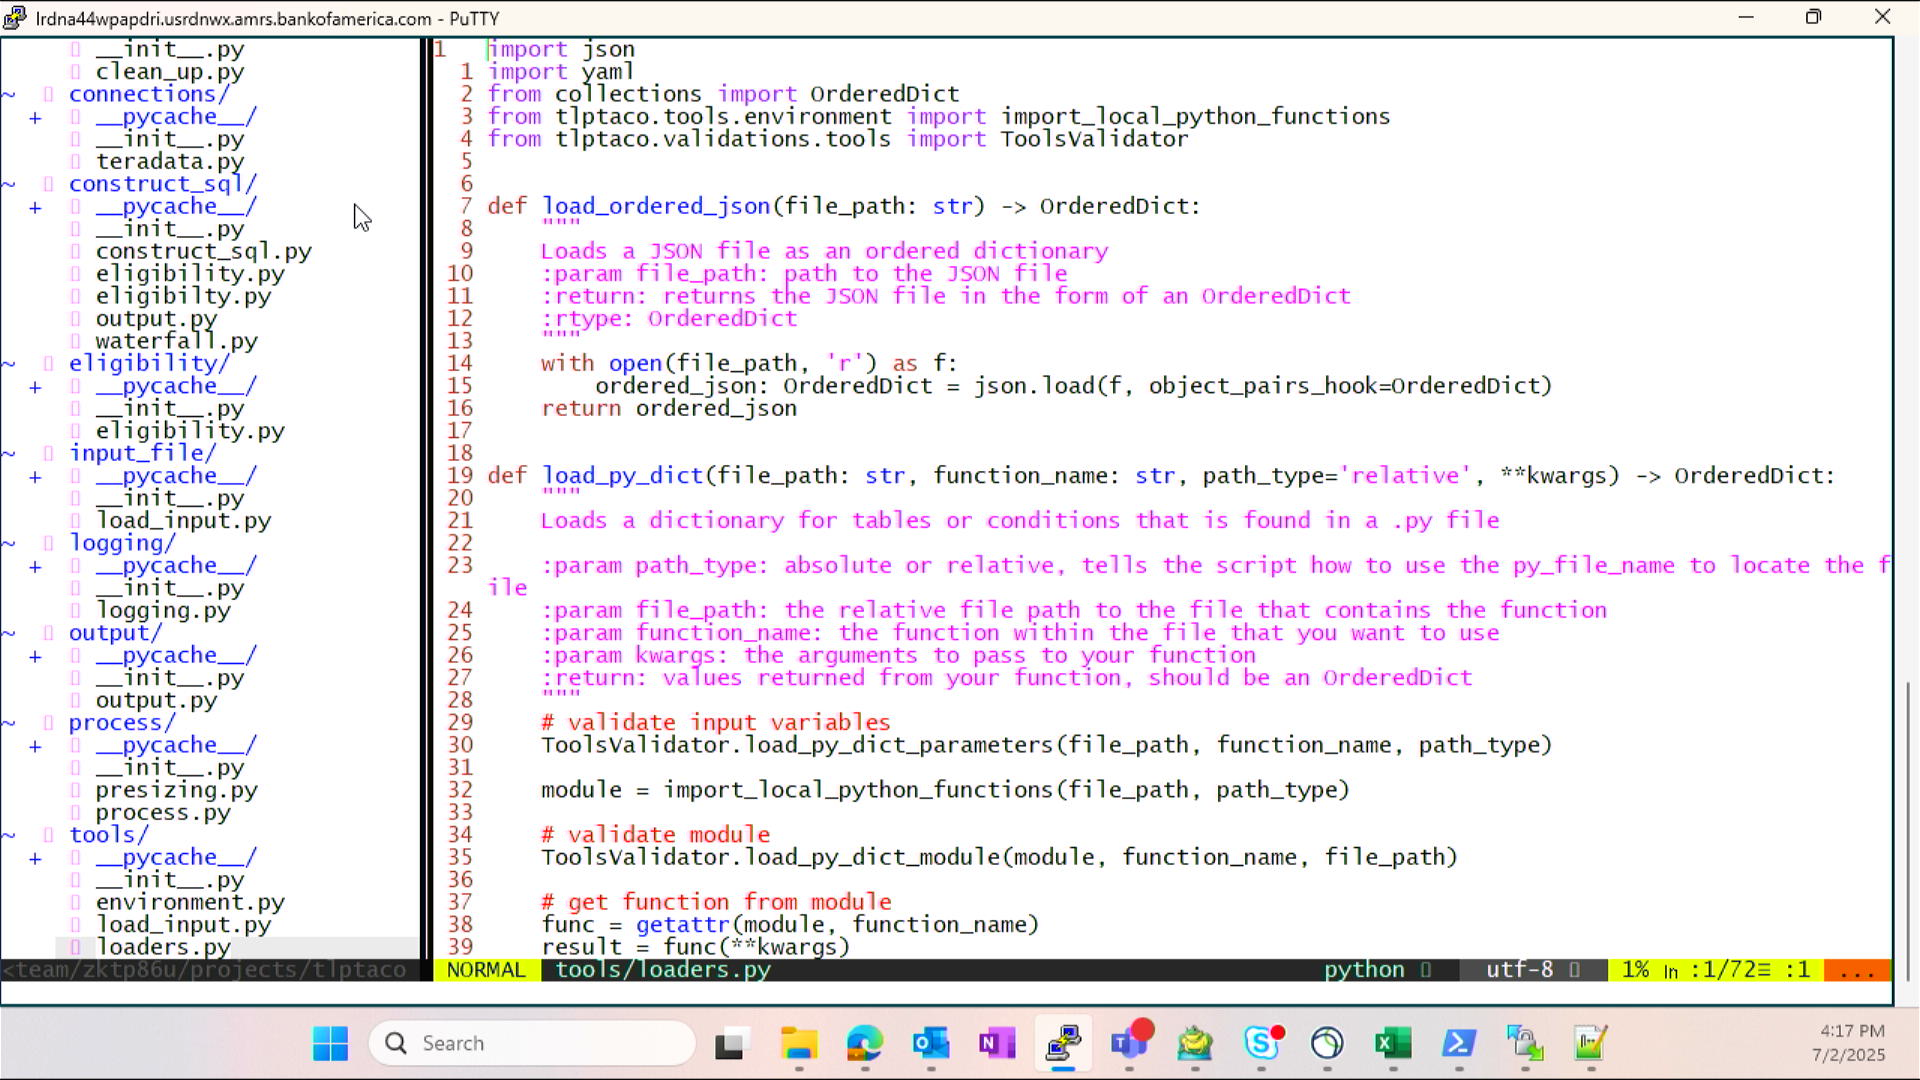 lrdna44wpapdri.usrdnwx.amrs.bankofamerica.com - PuTTY
__init__.py
clean_up.py
~ connections/
+ __pycache__/
__init__.py
teradata.py
~ construct_sql/
+ __pycache__/
__init__.py
construct_sql.py
eligibility.py
eligibilty.py
output.py
waterfall.py
~ eligibility/
+ __pycache__/
__init__.py
eligibility.py
~ input_file/
+ __pycache__/
__init__.py
load_input.py
~ logging/
+ __pycache__/
__init__.py
logging.py
~ output/
+ __pycache__/
__init__.py
output.py
~ process/
+ __pycache__/
__init__.py
presizing.py
process.py
~ tools/
+ __pycache__/
__init__.py
environment.py
load_input.py
loaders.py
<team/zktp86u/projects/tlptaco
1 import json
1 import yaml
2 from collections import OrderedDict
3 from tlptaco.tools.environment import import_local_python_functions
4 from tlptaco.validations.tools import ToolsValidator
5
6
7 def load_ordered_json(file_path: str) -> OrderedDict:
8 """
9 Loads a JSON file as an ordered dictionary
10 :param file_path: path to the JSON file
11 :return: returns the JSON file in the form of an OrderedDict
12 :rtype: OrderedDict
13 """
14 with open(file_path, 'r') as f:
15 ordered_json: OrderedDict = json.load(f, object_pairs_hook=OrderedDict)
16 return ordered_json
17
18
19 def load_py_dict(file_path: str, function_name: str, path_type='relative', **kwargs) -> OrderedDict:
20 """
21 Loads a dictionary for tables or conditions that is found in a .py file
22
23 :param path_type: absolute or relative, tells the script how to use the py_file_name to locate the f
ile
24 :param file_path: the relative file path to the file that contains the function
25 :param function_name: the function within the file that you want to use
26 :param kwargs: the arguments to pass to your function
27 :return: values returned from your function, should be an OrderedDict
28 """
29 # validate input variables
30 ToolsValidator.load_py_dict_parameters(file_path, function_name, path_type)
31
32 module = import_local_python_functions(file_path, path_type)
33
34 # validate module
35 ToolsValidator.load_py_dict_module(module, function_name, file_path)
36
37 # get function from module
38 func = getattr(module, function_name)
39 result = func(**kwargs)
NORMAL tools/loaders.py python utf-8 1% ln :1/72≡ :1 ...
Search
4:17 PM
7/2/2025